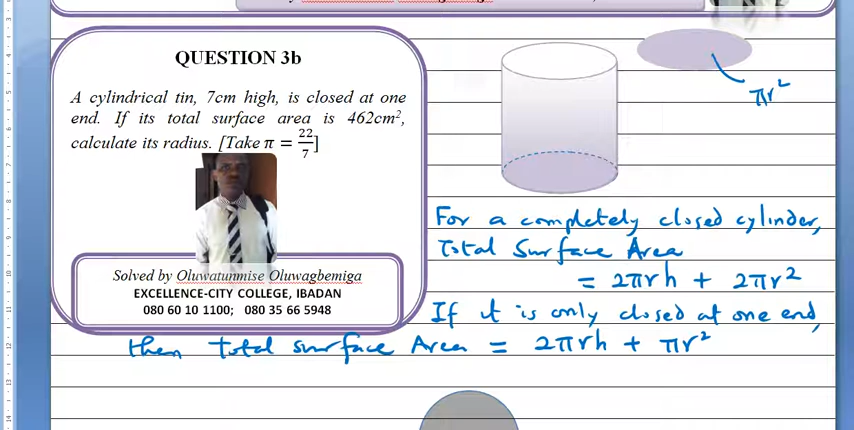 QUESTION 3b
A cylindrical tin, 7cm high, is closed at one
end. If its total surface area is 462cm²,
calculate its radius. [Take π = 22/7]
Solved by Oluwatunnise Oluwagbemiga
EXCELLENCE-CITY COLLEGE, IBADAN
080 60 10 1100; 080 35 66 5948
πr²
For a completely closed cylinder,
Total Surface Area
= 2πrh + 2πr²
If it is only closed at one end,
then total surface Area = 2πrh + πr²